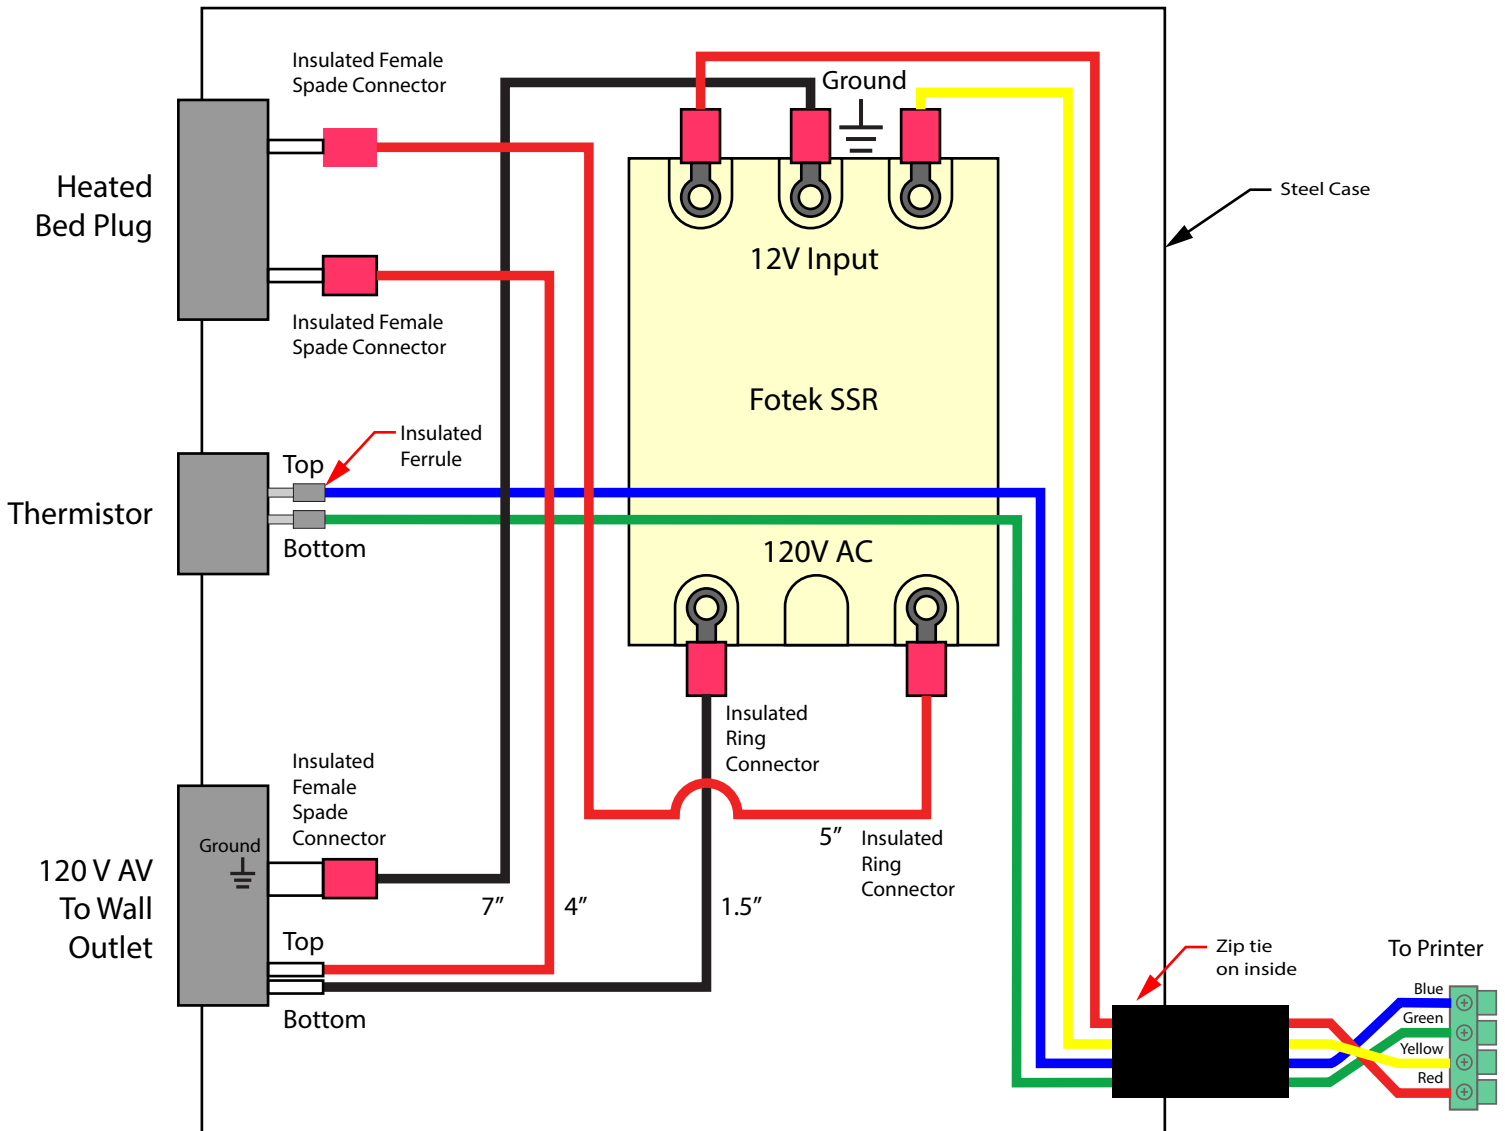 Insulated Female
Spade Connector
Ground
Heated
Bed Plug
Steel Case
12V Input
Insulated Female
Spade Connector
Fotek SSR
Insulated
Ferrule
Top
Thermistor
Bottom
120V AC
Insulated
Ring
Connector
Insulated
Female
Spade
Connector
Ground
5”
Insulated
Ring
Connector
120 V AV
To Wall
Outlet
7”
4”
1.5”
Top
Bottom
Zip tie
on inside
To Printer
Blue
Green
Yellow
Red